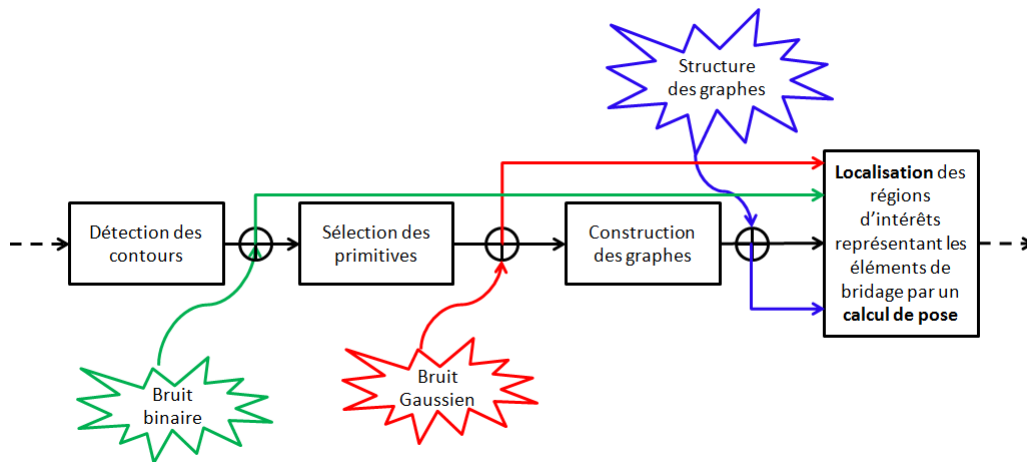 Structure
des graphes
Détection des
contours
Sélection des
primitives
Construction
des graphes
Localisation des
régions
d'intérêts
représentant les
éléments de
bridage par un
calcul de pose
Bruit
binaire
Bruit
Gaussien